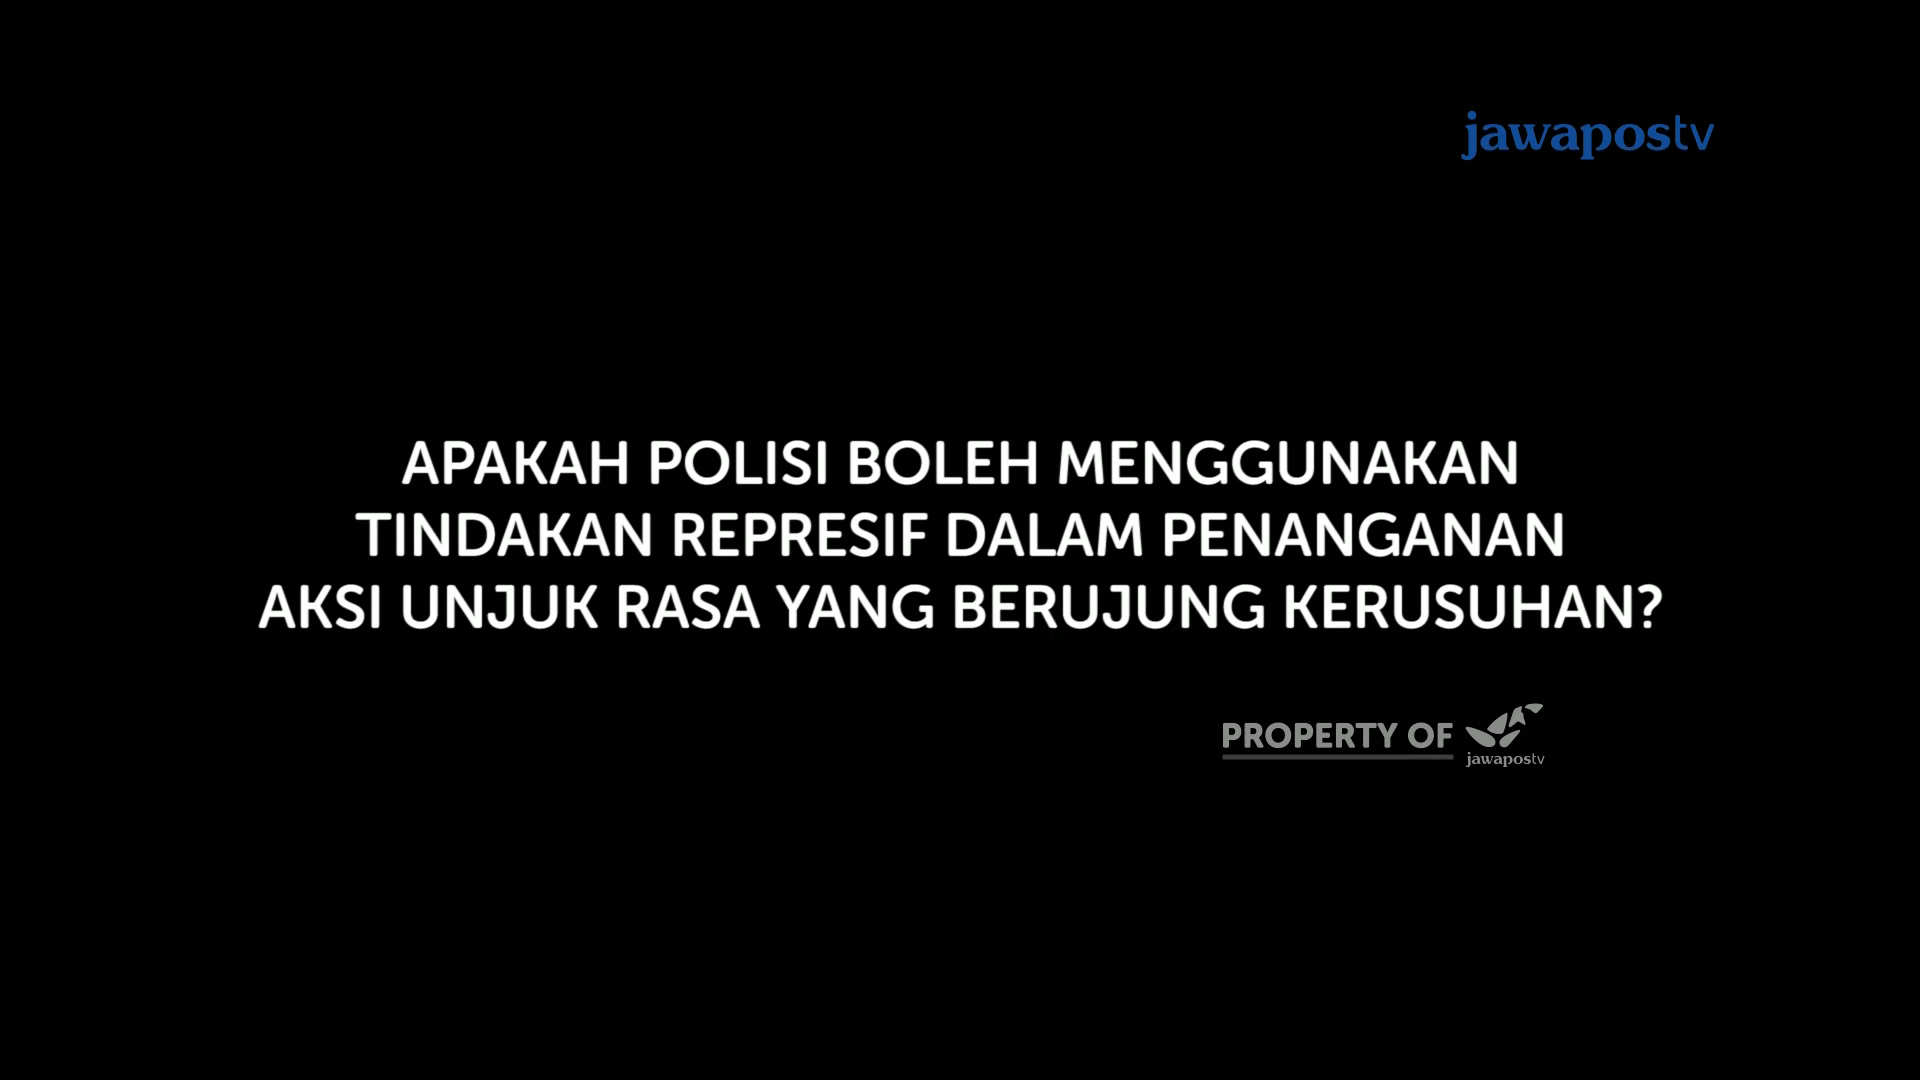 jawapostv
APAKAH POLISI BOLEH MENGGUNAKAN
TINDAKAN REPRESIF DALAM PENANGANAN
AKSI UNJUK RASA YANG BERUJUNG KERUSUHAN?
PROPERTY OF
jawapostv